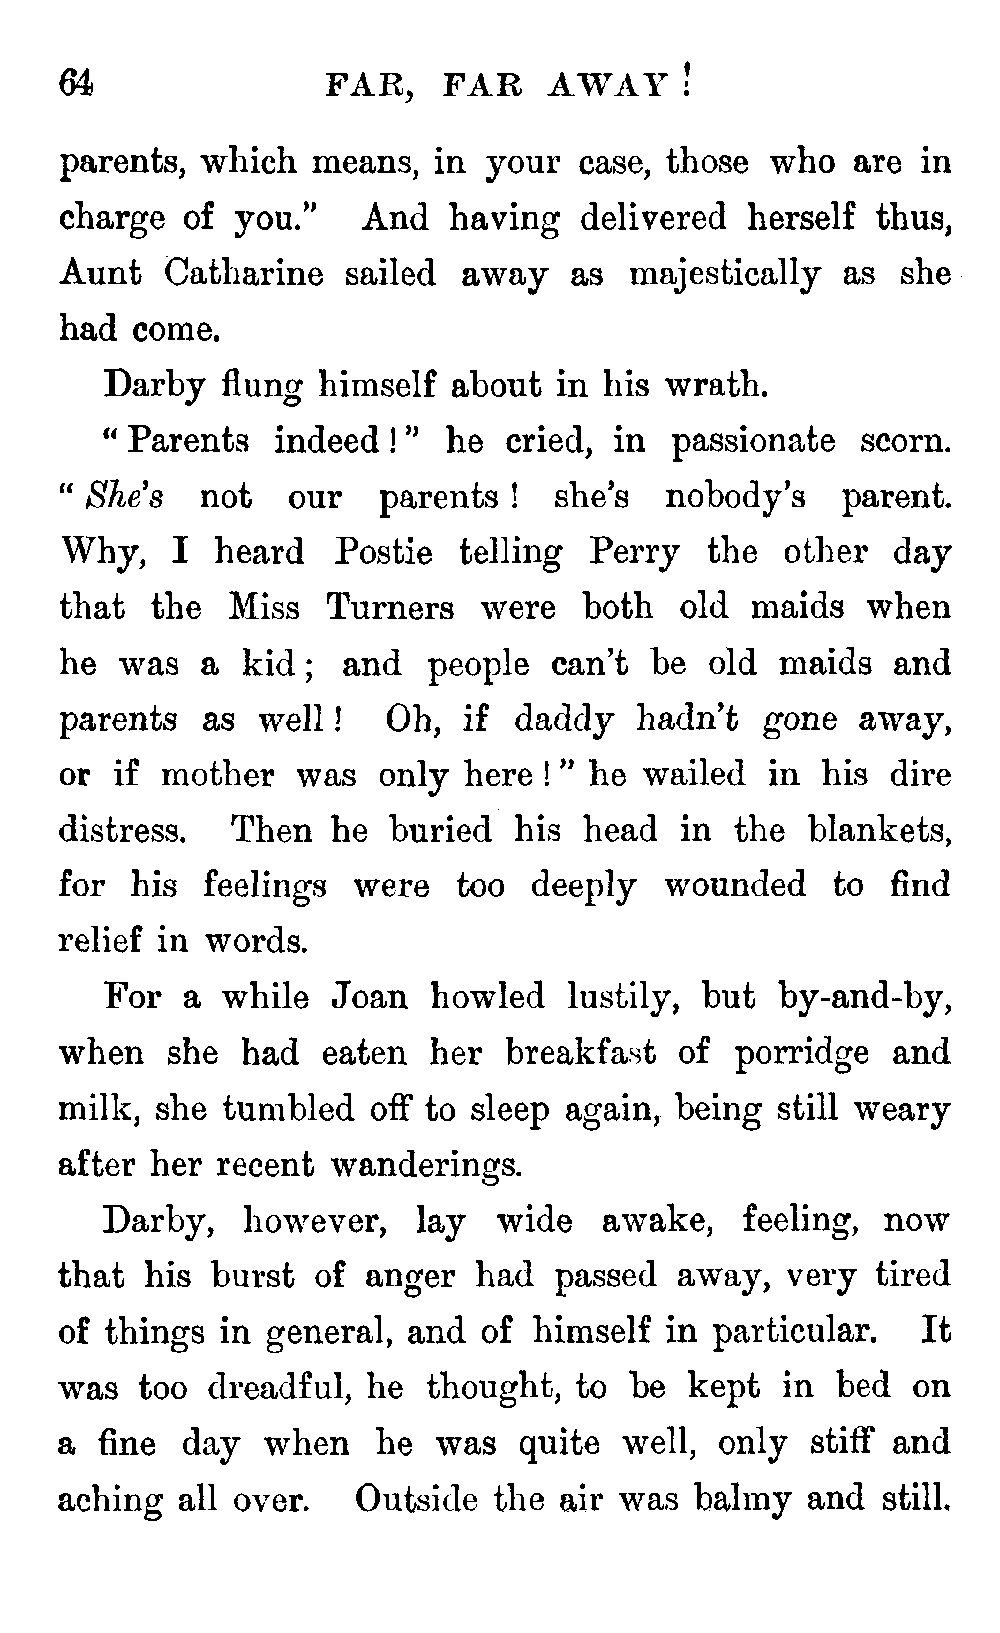 64 FAR, FAR AWAY !
parents, which means, in your case, those who are in
charge of you." And having delivered herself thus,
Aunt Catharine sailed away as majestically as she
had come.
Darby flung himself about in his wrath.
" Parents indeed ! " he cried, in passionate scorn.
" She's not our parents ! she's nobody's parent.
Why, I heard Postie telling Perry the other day
that the Miss Turners were both old maids when
he was a kid ; and people can't be old maids and
parents as well ! Oh, if daddy hadn't gone away,
or if mother was only here ! " he wailed in his dire
distress. Then he buried his head in the blankets,
for his feelings were too deeply wounded to find
relief in words.
For a while Joan howled lustily, but by-and-by,
when she had eaten her breakfast of porridge and
milk, she tumbled off to sleep again, being still weary
after her recent wanderings.
Darby, however, lay wide awake, feeling, now
that his burst of anger had passed away, very tired
of things in general, and of himself in particular. It
was too dreadful, he thought, to be kept in bed on
a fine day when he was quite well, only stiff and
aching all over. Outside the air was balmy and still.